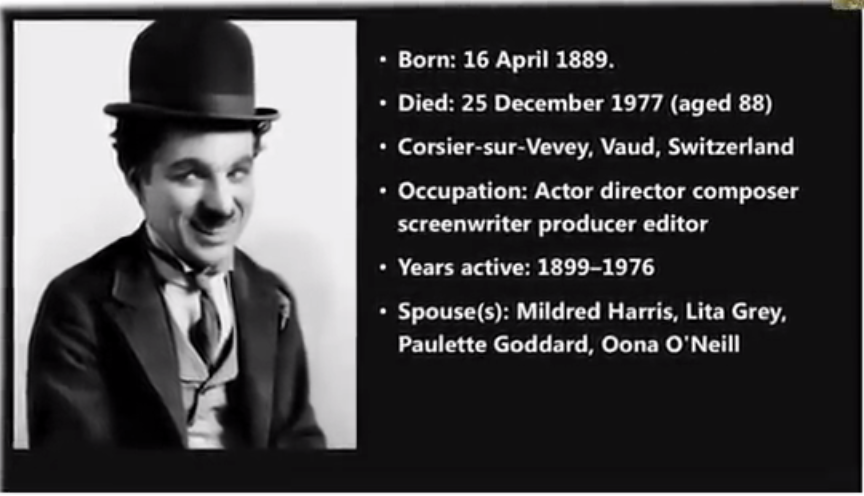 • Born: 16 April 1889.
• Died: 25 December 1977 (aged 88)
• Corsier-sur-Vevey, Vaud, Switzerland
• Occupation: Actor director composer
screenwriter producer editor
• Years active: 1899–1976
• Spouse(s): Mildred Harris, Lita Grey,
Paulette Goddard, Oona O'Neill